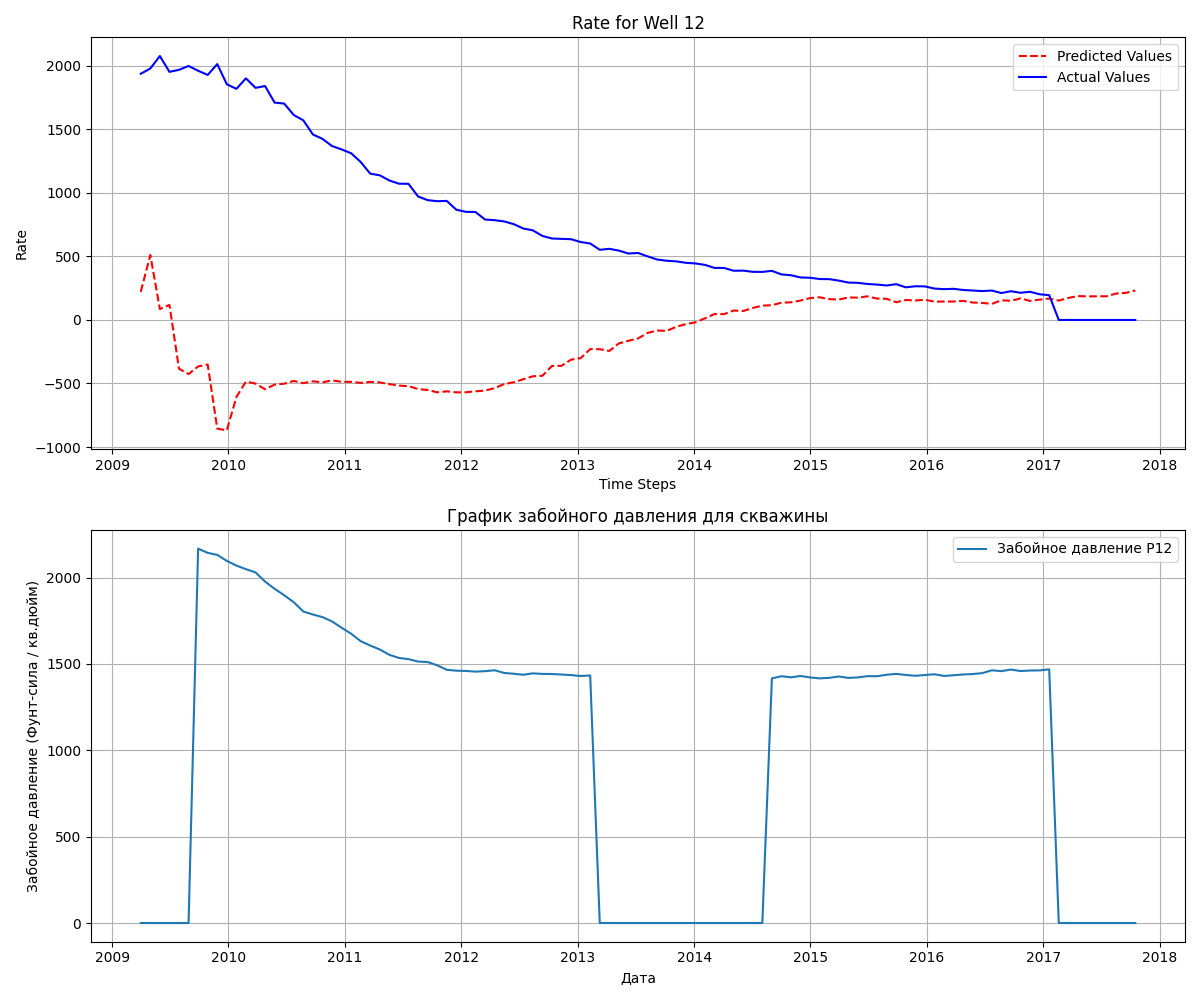 Rate for Well 12
Predicted Values
Actual Values
Rate
2000
1500
1000
500
0
−500
−1000
2009 2010 2011 2012 2013 2014 2015 2016 2017 2018
Time Steps
График забойного давления для скважины
Забойное давление P12
Забойное давление (Фунт-сила / кв.дюйм)
2000
1500
1000
500
0
2009 2010 2011 2012 2013 2014 2015 2016 2017 2018
Дата